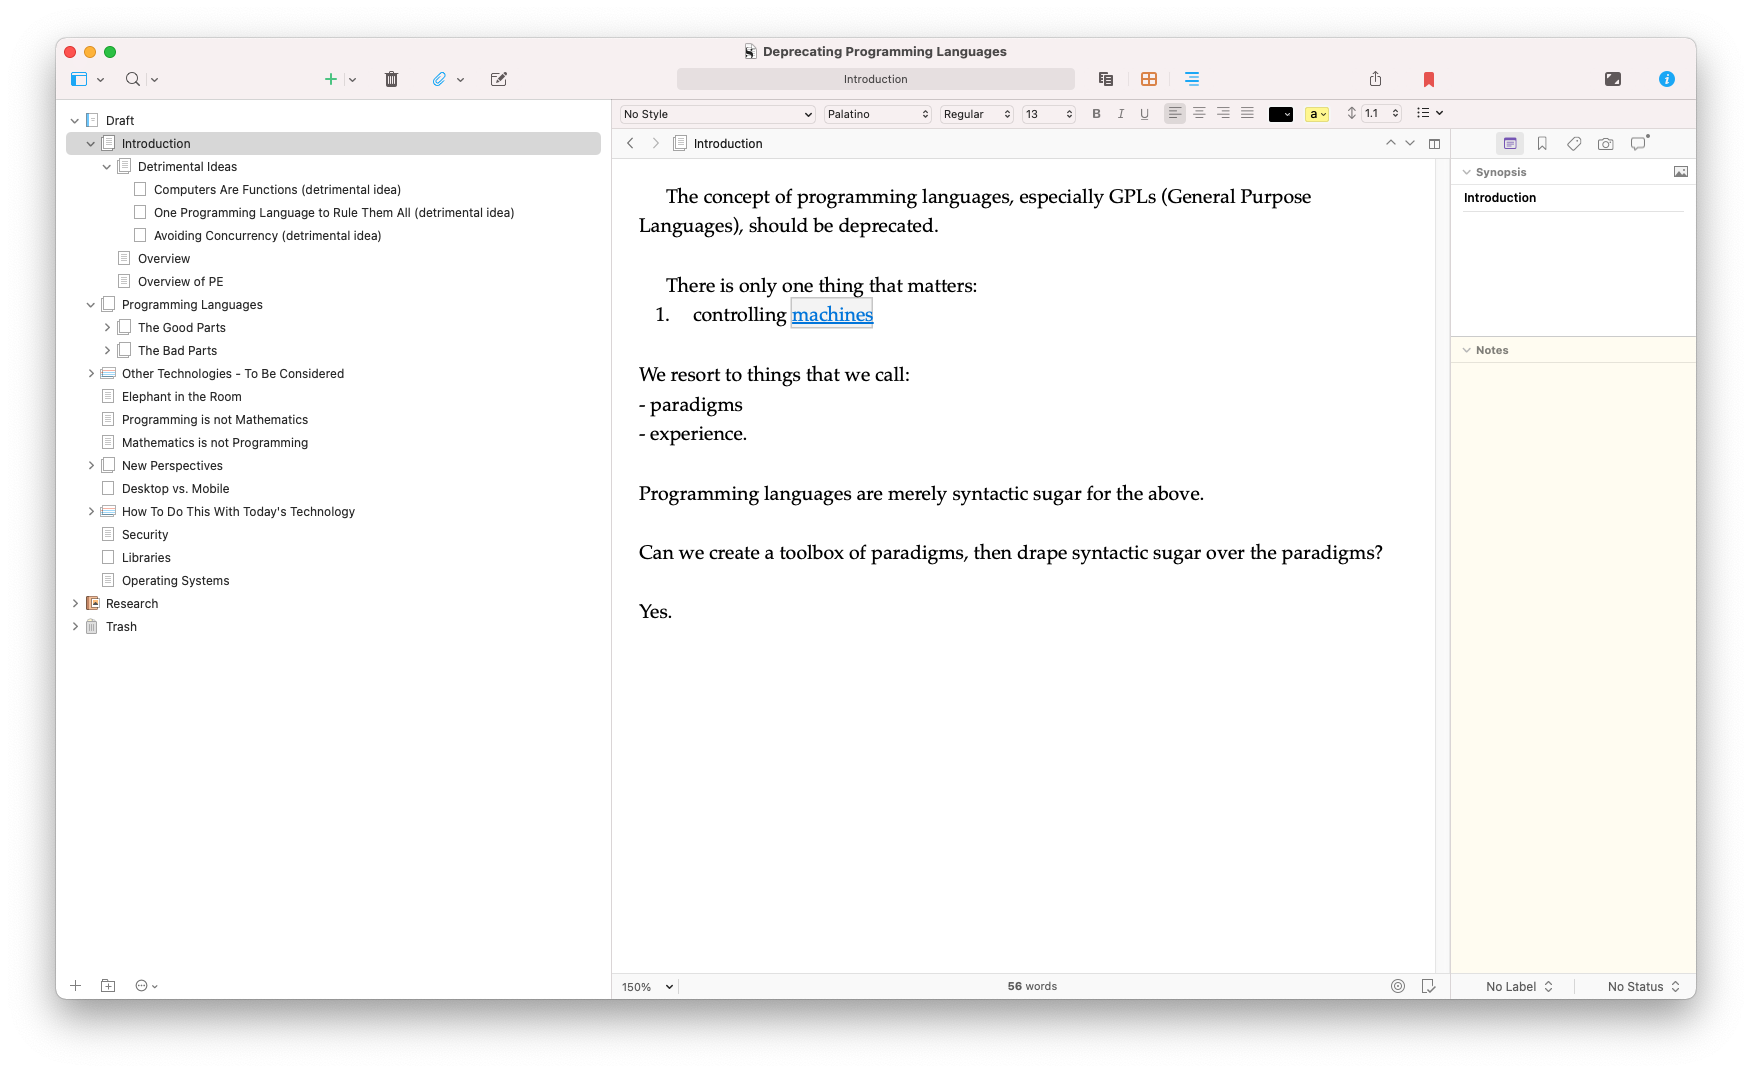 Deprecating Programming Languages
Introduction
No Style
Palatino
Regular
13
B
I
U
a
1.1
Draft
Introduction
Detrimental Ideas
Computers Are Functions (detrimental idea)
One Programming Language to Rule Them All (detrimental idea)
Avoiding Concurrency (detrimental idea)
Overview
Overview of PE
Programming Languages
The Good Parts
The Bad Parts
Other Technologies - To Be Considered
Elephant in the Room
Programming is not Mathematics
Mathematics is not Programming
New Perspectives
Desktop vs. Mobile
How To Do This With Today's Technology
Security
Libraries
Operating Systems
Research
Trash
Introduction
The concept of programming languages, especially GPLs (General Purpose
Languages), should be deprecated.
There is only one thing that matters:
1. controlling machines
We resort to things that we call:
- paradigms
- experience.
Programming languages are merely syntactic sugar for the above.
Can we create a toolbox of paradigms, then drape syntactic sugar over the paradigms?
Yes.
150%
56 words
Synopsis
Introduction
Notes
No Label
No Status